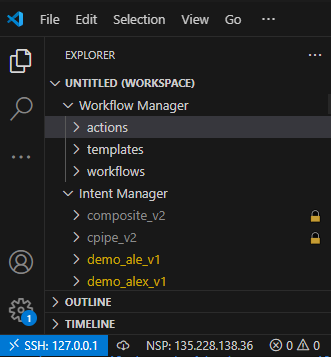 File Edit Selection View Go ...
EXPLORER ...
UNTITLED (WORKSPACE)
Workflow Manager
actions
templates
workflows
Intent Manager
composite_v2
cpipe_v2
demo_ale_v1
demo_alex_v1
OUTLINE
TIMELINE
1
SSH: 127.0.0.1 NSP: 135.228.138.36 0 0